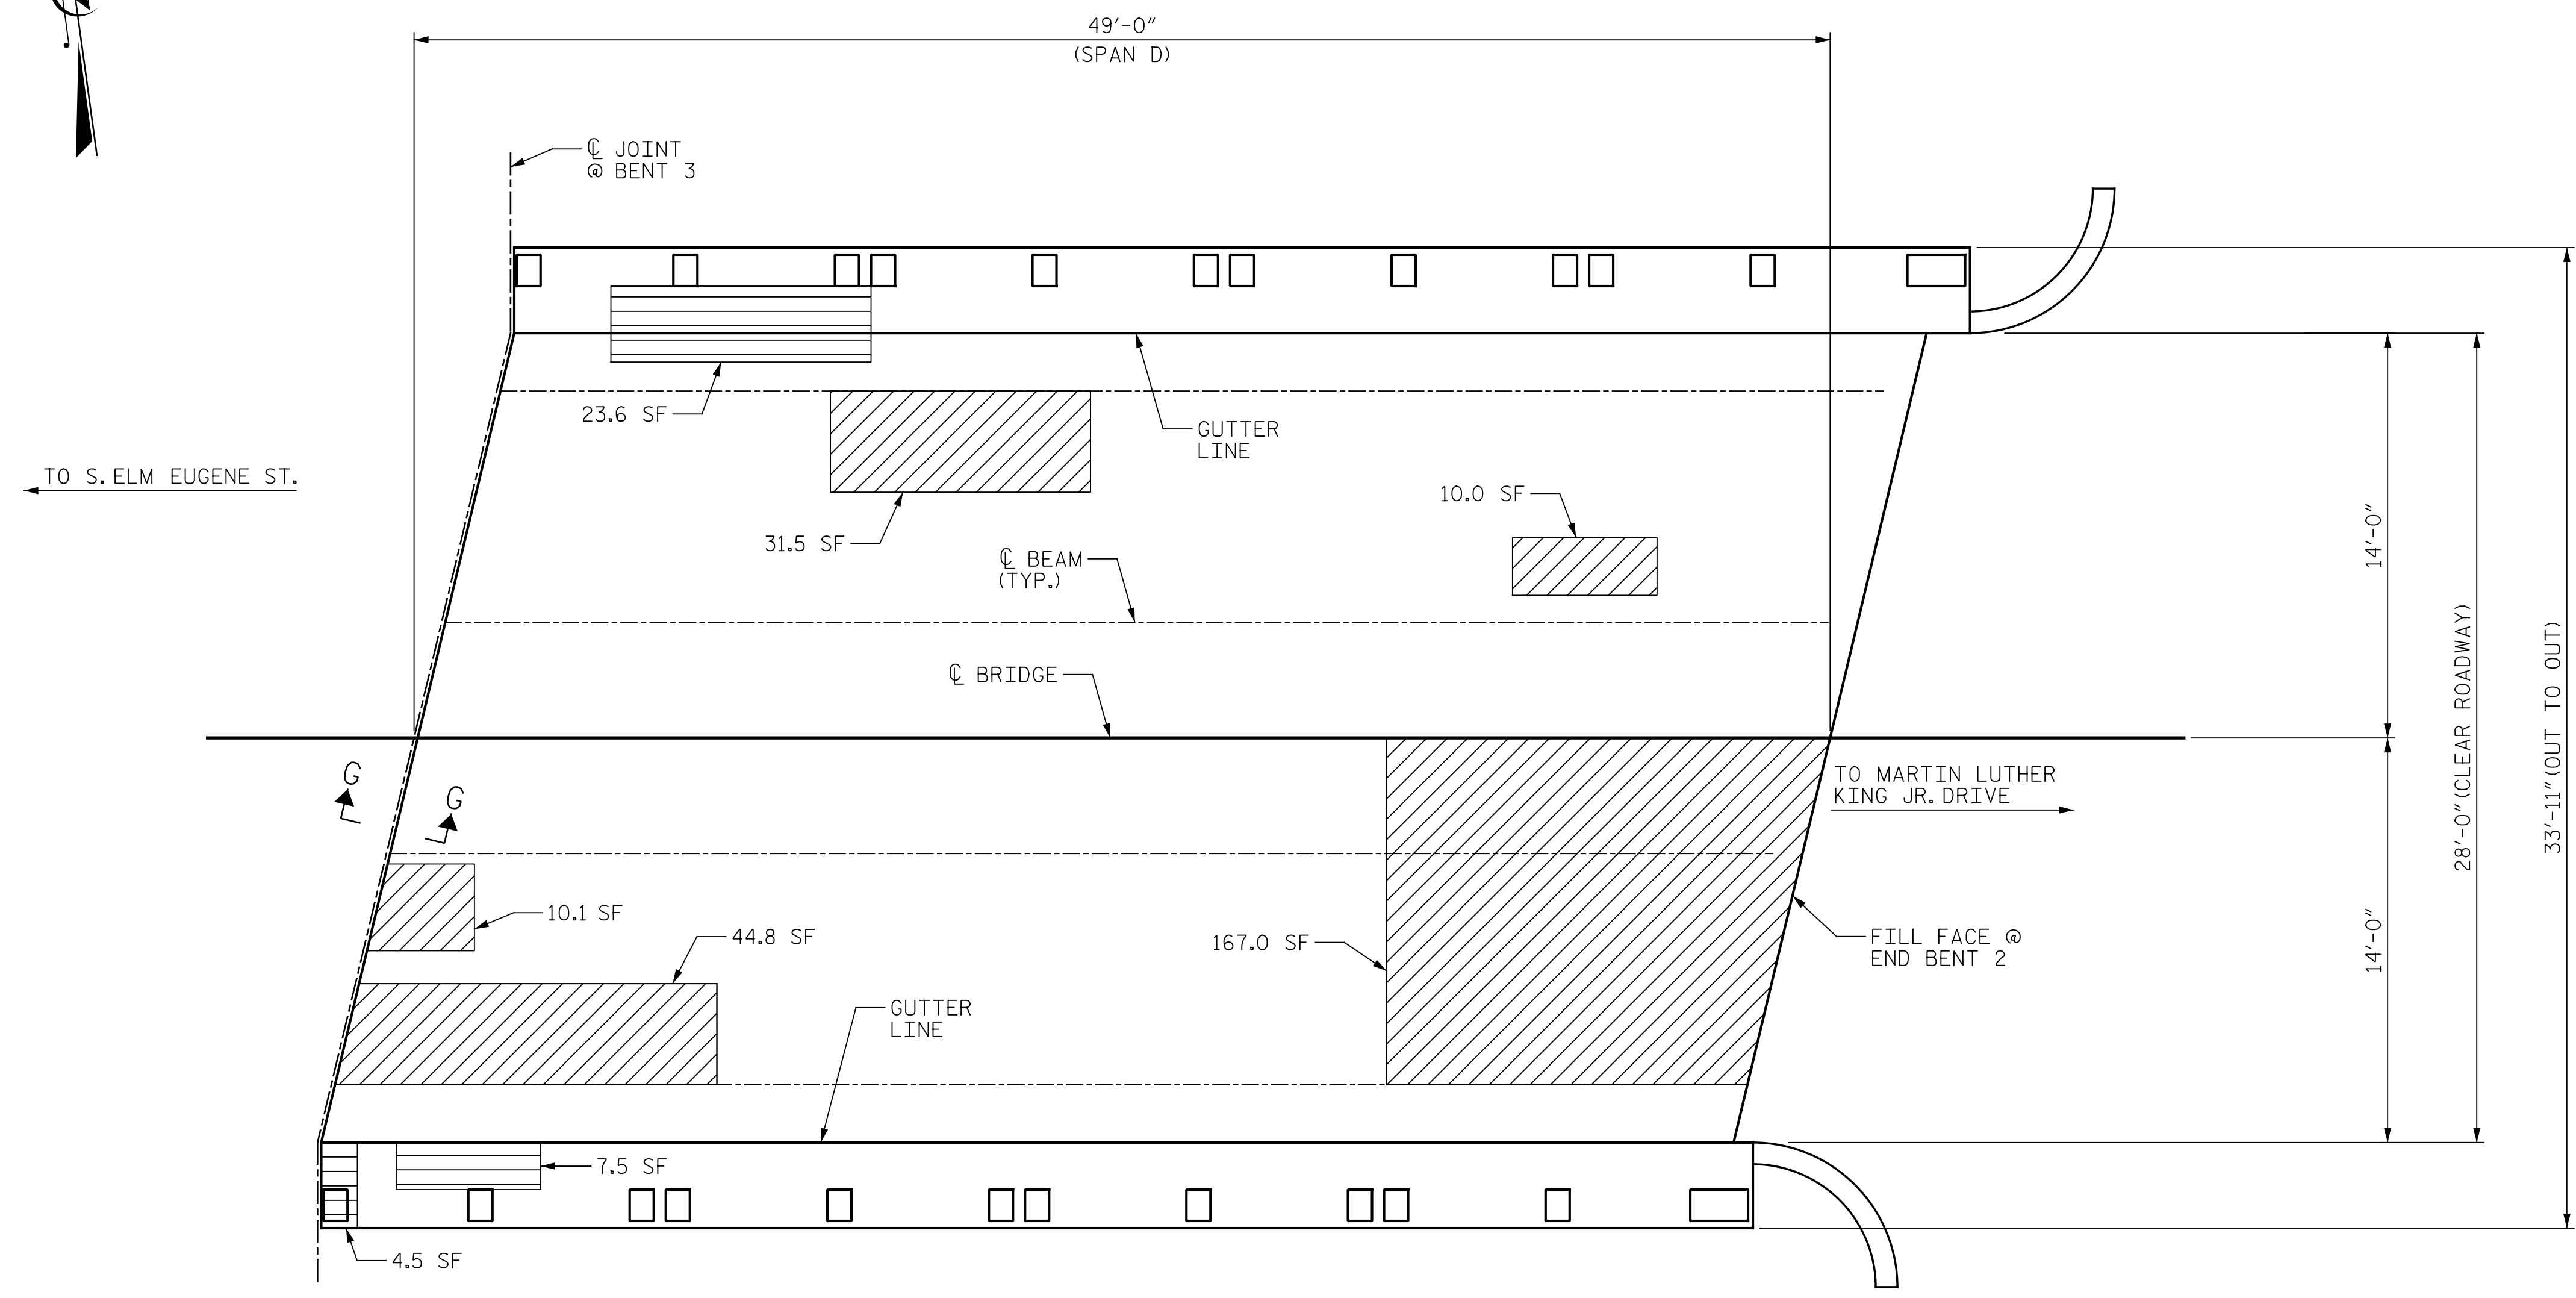 49'-0"
(SPAN D)
℄ JOINT
@ BENT 3
23.6 SF
GUTTER
LINE
TO S. ELM EUGENE ST.
31.5 SF
10.0 SF
℄ BEAM
(TYP.)
14'-0"
28'-0" (CLEAR ROADWAY)
33'-11" (OUT TO OUT)
℄ BRIDGE
G
G
TO MARTIN LUTHER
KING JR. DRIVE
10.1 SF
44.8 SF
167.0 SF
FILL FACE @
END BENT 2
14'-0"
GUTTER
LINE
7.5 SF
4.5 SF